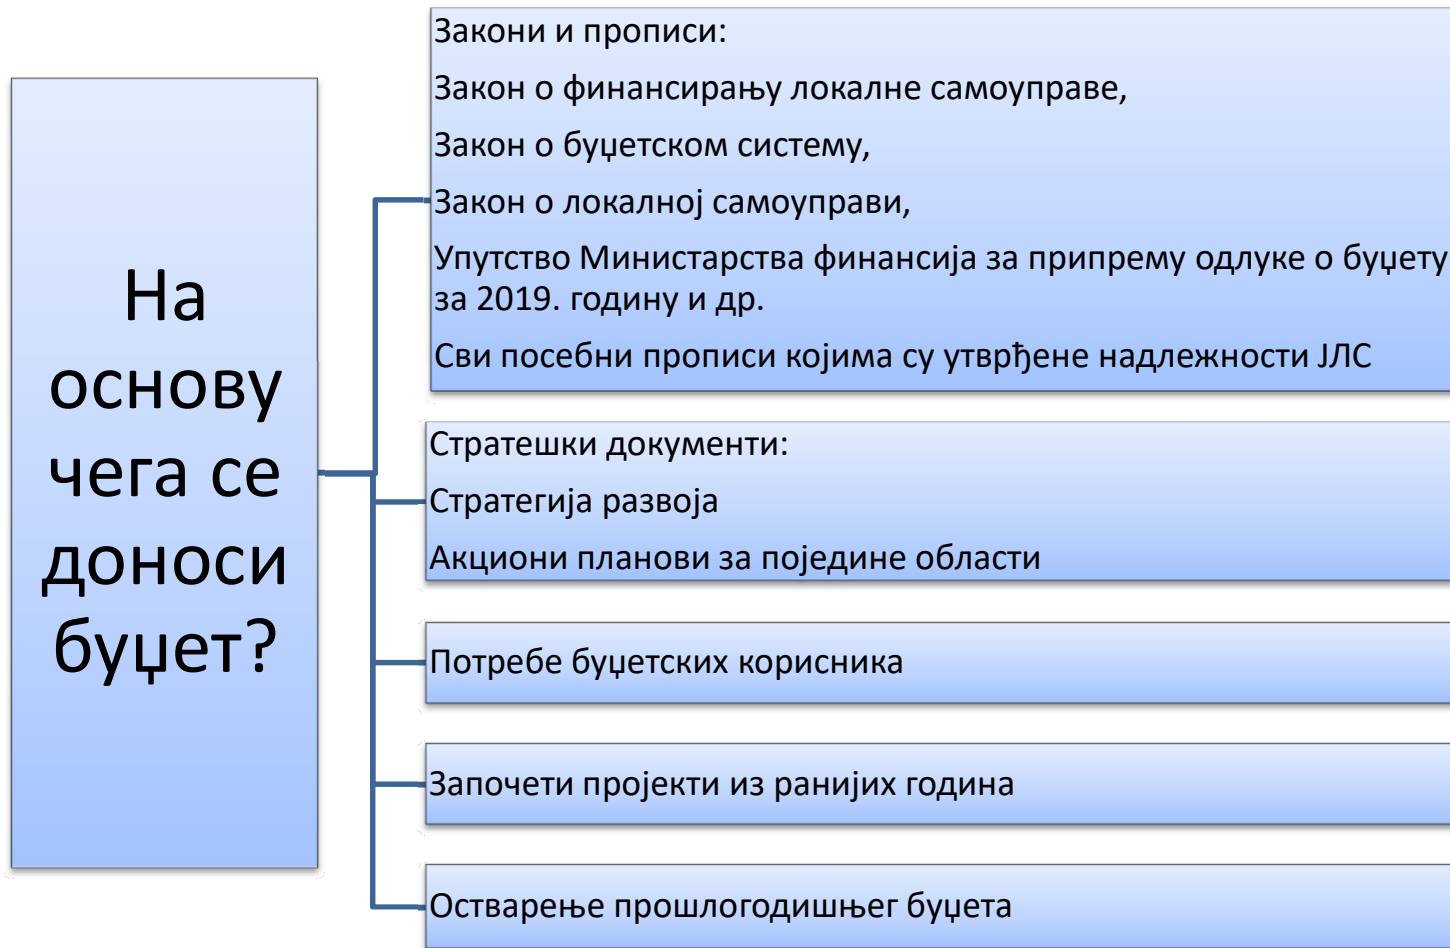 На
основу
чега се
доноси
буџет?
Закони и прописи:
Закон о финансирању локалне самоуправе,
Закон о буџетском систему,
Закон о локалној самоуправи,
Упутство Министарства финансија за припрему одлуке о буџету
за 2019. годину и др.
Сви посебни прописи којима су утврђене надлежности ЈЛС
Стратешки документи:
Стратегија развоја
Акциони планови за поједине области
Потребе буџетских корисника
Започети пројекти из ранијих година
Остварење прошлогодишњег буџета